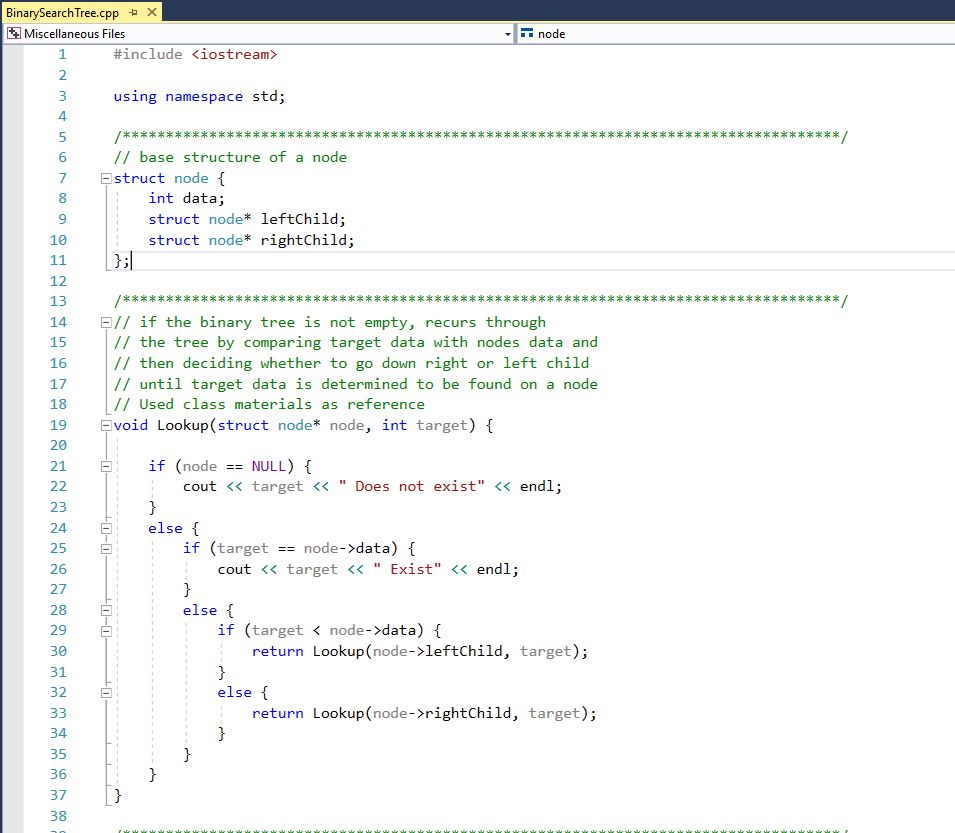 BinarySearchTree.cpp
Miscellaneous Files
node
1 #include <iostream>
2
3 using namespace std;
4
5 /***********************************************************************************/
6 // base structure of a node
7 struct node {
8 int data;
9 struct node* leftChild;
10 struct node* rightChild;
11 };
12
13 /***********************************************************************************/
14 // if the binary tree is not empty, recurs through
15 // the tree by comparing target data with nodes data and
16 // then deciding whether to go down right or left child
17 // until target data is determined to be found on a node
18 // Used class materials as reference
19 void Lookup(struct node* node, int target) {
20
21 if (node == NULL) {
22 cout << target << " Does not exist" << endl;
23 }
24 else {
25 if (target == node->data) {
26 cout << target << " Exist" << endl;
27 }
28 else {
29 if (target < node->data) {
30 return Lookup(node->leftChild, target);
31 }
32 else {
33 return Lookup(node->rightChild, target);
34 }
35 }
36 }
37 }
38